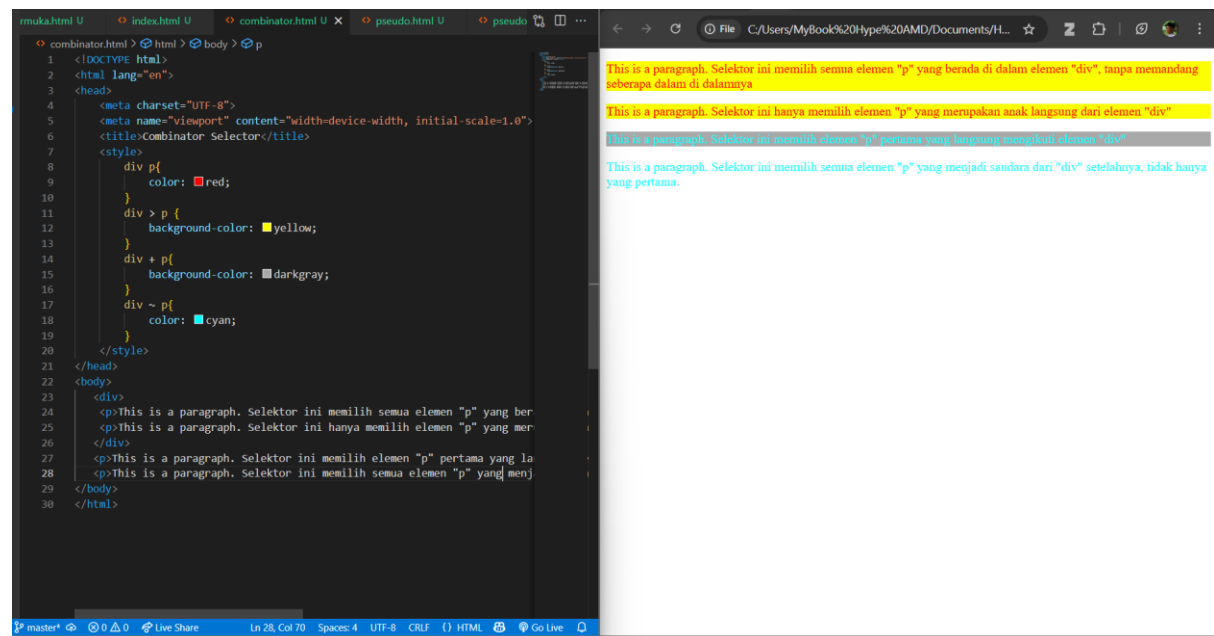 rmuka.html U index.html U combinator.html U X pseudo.html U pseudo
combinator.html > html > body > p
1 <!DOCTYPE html>
2 <html lang="en">
3 <head>
4 <meta charset="UTF-8">
5 <meta name="viewport" content="width=device-width, initial-scale=1.0">
6 <title>Combinator Selector</title>
7 <style>
8 div p{
9 color: red;
10 }
11 div > p {
12 background-color: yellow;
13 }
14 div + p{
15 background-color: darkgray;
16 }
17 div ~ p{
18 color: cyan;
19 }
20 </style>
21 </head>
22 <body>
23 <div>
24 <p>This is a paragraph. Selektor ini memilih semua elemen "p" yang ber
25 <p>This is a paragraph. Selektor ini hanya memilih elemen "p" yang mer
26 </div>
27 <p>This is a paragraph. Selektor ini memilih elemen "p" pertama yang la
28 <p>This is a paragraph. Selektor ini memilih semua elemen "p" yang menj
29 </body>
30 </html>
master* 0 0 Live Share Ln 28, Col 70 Spaces: 4 UTF-8 CRLF {} HTML Go Live
File C:/Users/MyBook%20Hype%20AMD/Documents/H... Z
This is a paragraph. Selektor ini memilih semua elemen "p" yang berada di dalam elemen "div", tanpa memandang
seberapa dalam di dalamnya
This is a paragraph. Selektor ini hanya memilih elemen "p" yang merupakan anak langsung dari elemen "div"
This is a paragraph. Selektor ini memilih elemen "p" pertama yang langsung mengikuti elemen "div"
This is a paragraph. Selektor ini memilih semua elemen "p" yang menjadi saudara dari "div" setelahnya, tidak hanya
yang pertama.